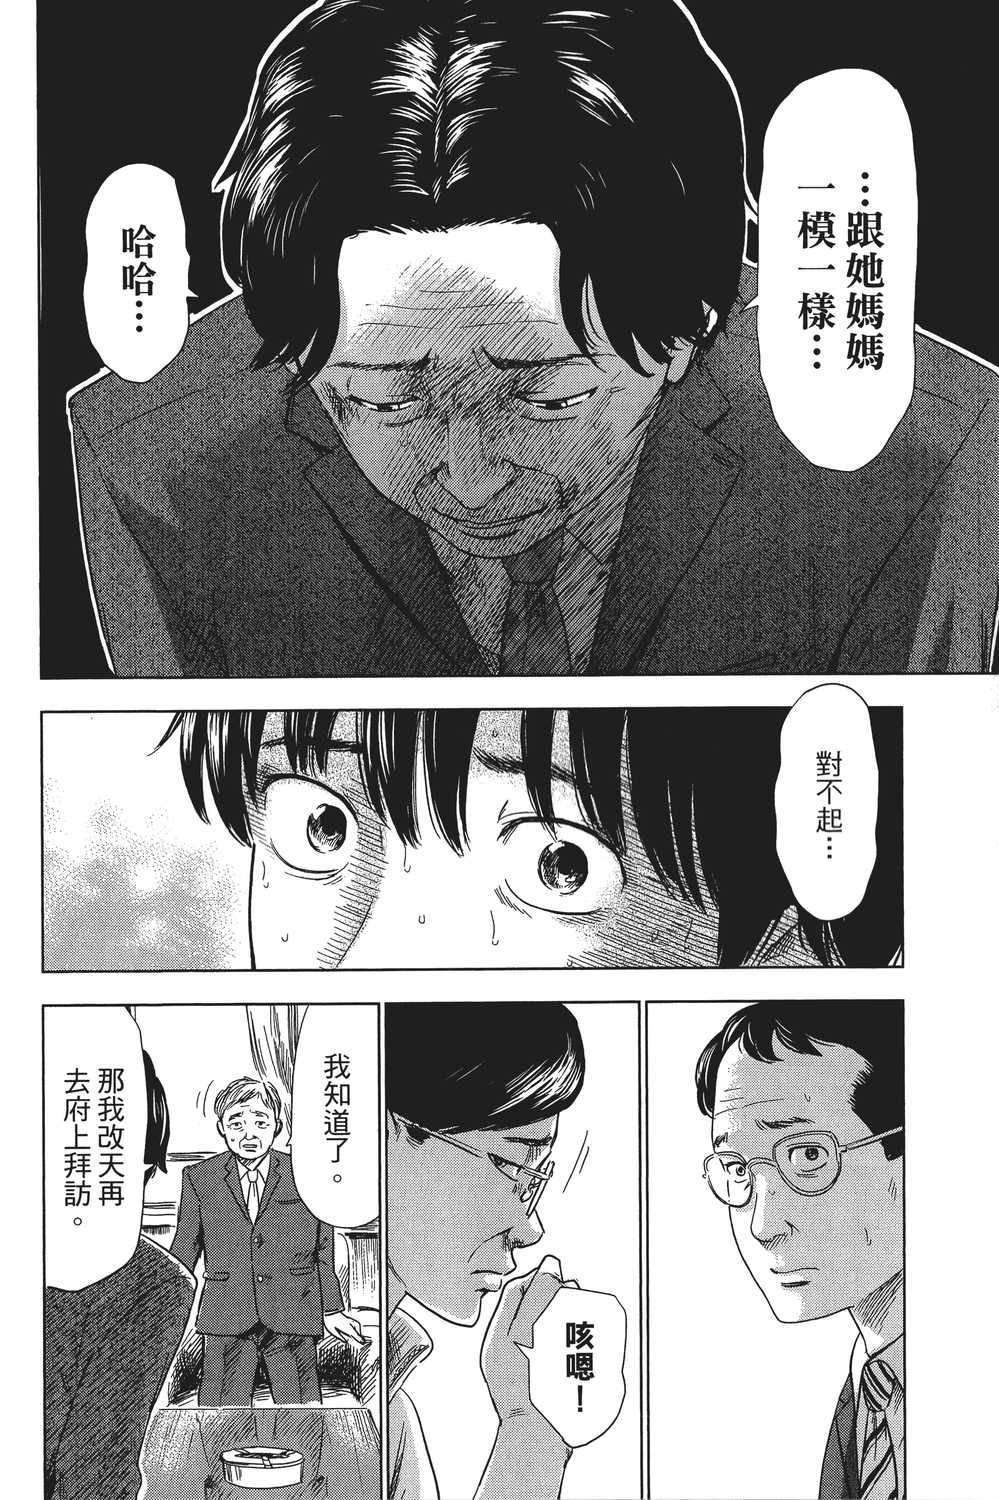 …跟她媽媽
一模一樣…
哈哈…
對不起…
咳嗯！
我知道了。
那我改天再
去府上拜訪。